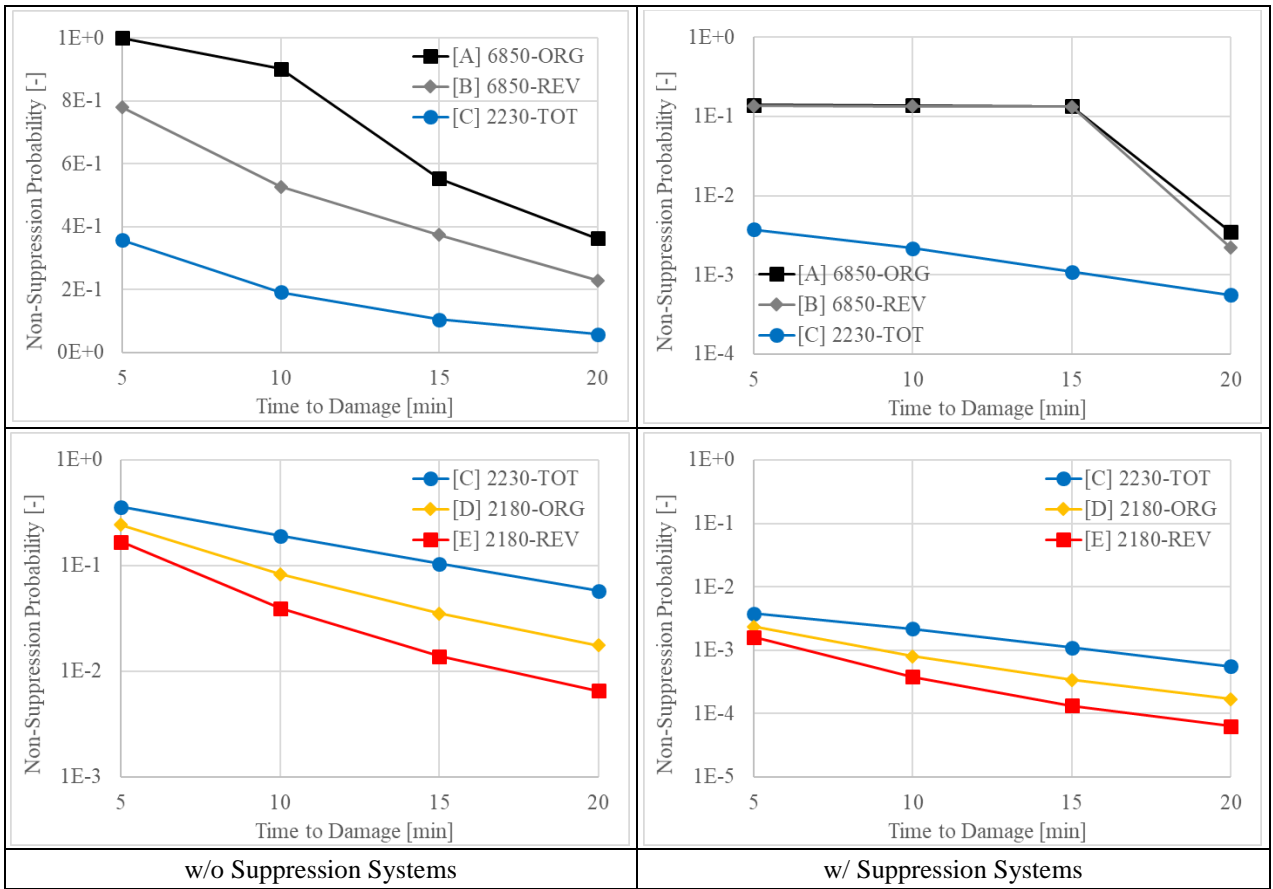 Non-Suppression Probability [-]
1E+0
8E-1
6E-1
4E-1
2E-1
0E+0
[A] 6850-ORG
[B] 6850-REV
[C] 2230-TOT
5 10 15 20
Time to Damage [min]
Non-Suppression Probability [-]
1E+0
1E-1
1E-2
1E-3
1E-4
[A] 6850-ORG
[B] 6850-REV
[C] 2230-TOT
5 10 15 20
Time to Damage [min]
Non-Suppression Probability [-]
1E+0
1E-1
1E-2
1E-3
[C] 2230-TOT
[D] 2180-ORG
[E] 2180-REV
5 10 15 20
Time to Damage [min]
Non-Suppression Probability [-]
1E+0
1E-1
1E-2
1E-3
1E-4
1E-5
[C] 2230-TOT
[D] 2180-ORG
[E] 2180-REV
5 10 15 20
Time to Damage [min]
w/o Suppression Systems
w/ Suppression Systems